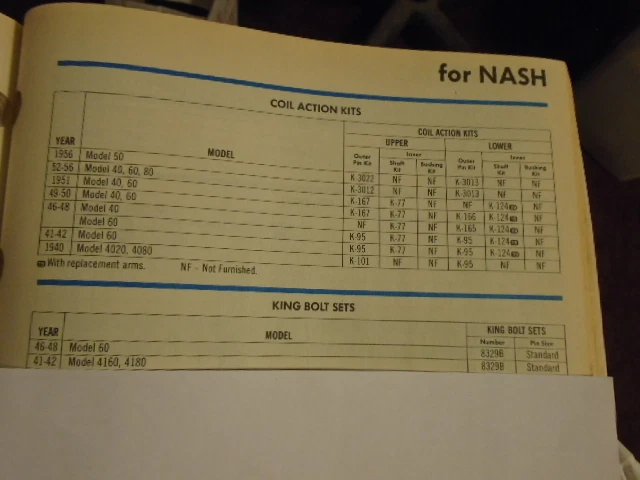 for NASH
COIL ACTION KITS
YEAR MODEL COIL ACTION KITS
UPPER LOWER
Outer Pin Kit Inner Outer Pin Kit Inner
Shaft Kit Bushing Kit Shaft Kit Bushing Kit
1956 Model 50 K-3022 NF NF K-3013 NF NF
52-56 Model 40, 60, 80 K-3012 NF NF K-3013 NF NF
1951 Model 40, 60 K-167 K-77 NF NF K-124 NF
49-50 Model 40, 60 K-167 K-77 NF K-166 K-124 NF
46-48 Model 40 NF K-77 NF K-165 K-124 NF
Model 60 K-95 K-77 NF K-95 K-124 NF
41-42 Model 60 K-95 K-77 NF K-95 K-124 NF
1940 Model 4020, 4080 K-101 NF NF K-95 NF NF
With replacement arms. NF – Not Furnished.
KING BOLT SETS
YEAR MODEL KING BOLT SETS
Number Pin Size
46-48 Model 60 8329B Standard
41-42 Model 4160, 4180 8329B Standard